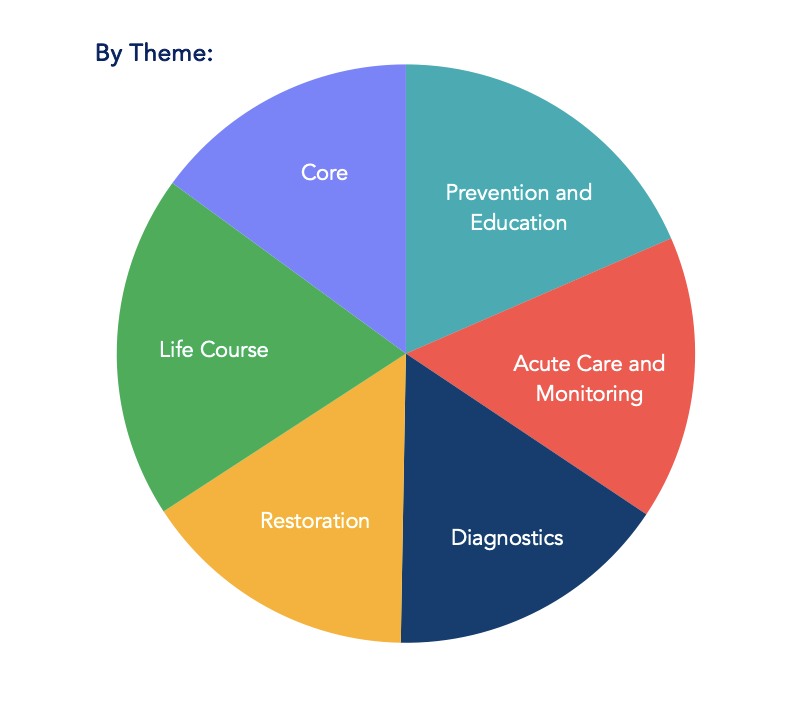 By Theme:
Core
Prevention and
Education
Life Course
Acute Care and
Monitoring
Restoration
Diagnostics